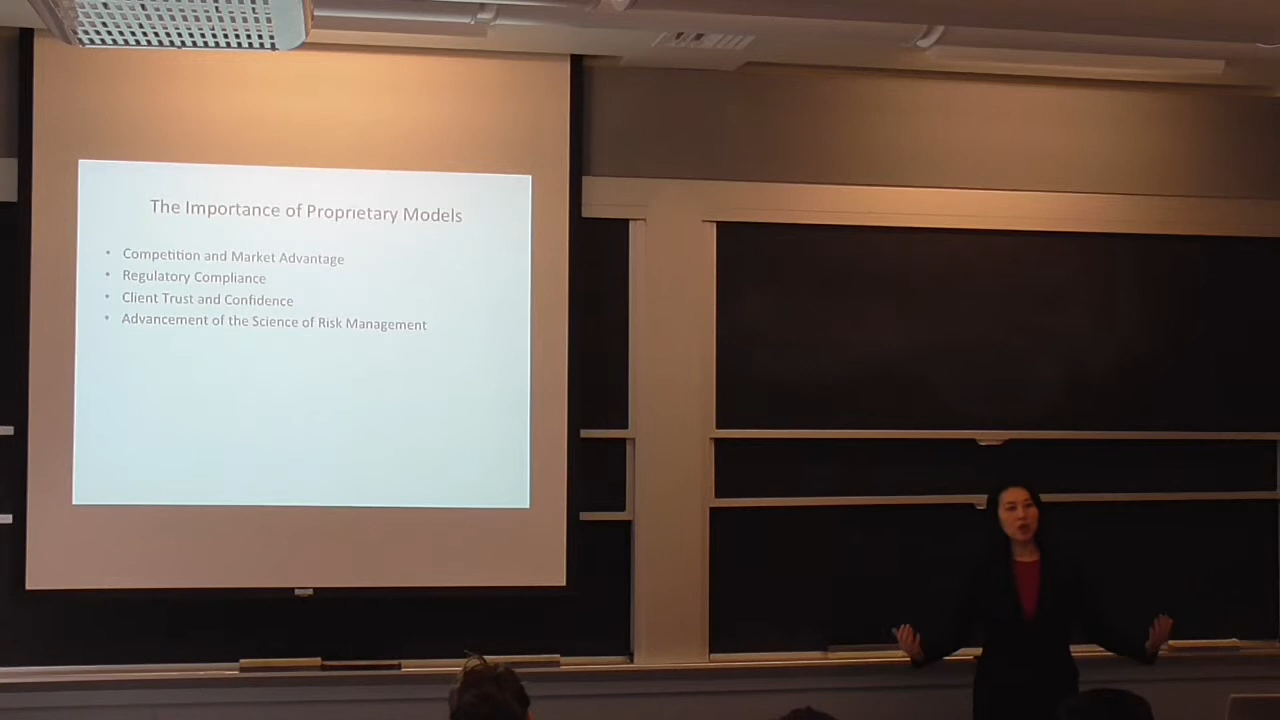 The Importance of Proprietary Models
• Competition and Market Advantage
• Regulatory Compliance
• Client Trust and Confidence
• Advancement of the Science of Risk Management